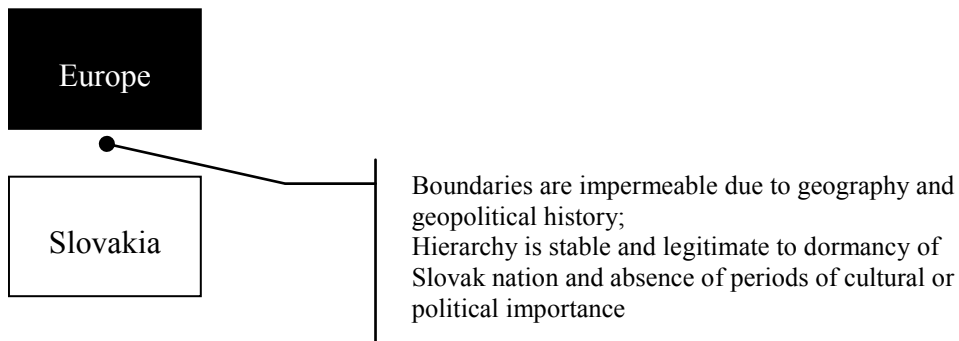 Europe
Slovakia
Boundaries are impermeable due to geography and
geopolitical history;
Hierarchy is stable and legitimate to dormancy of
Slovak nation and absence of periods of cultural or
political importance